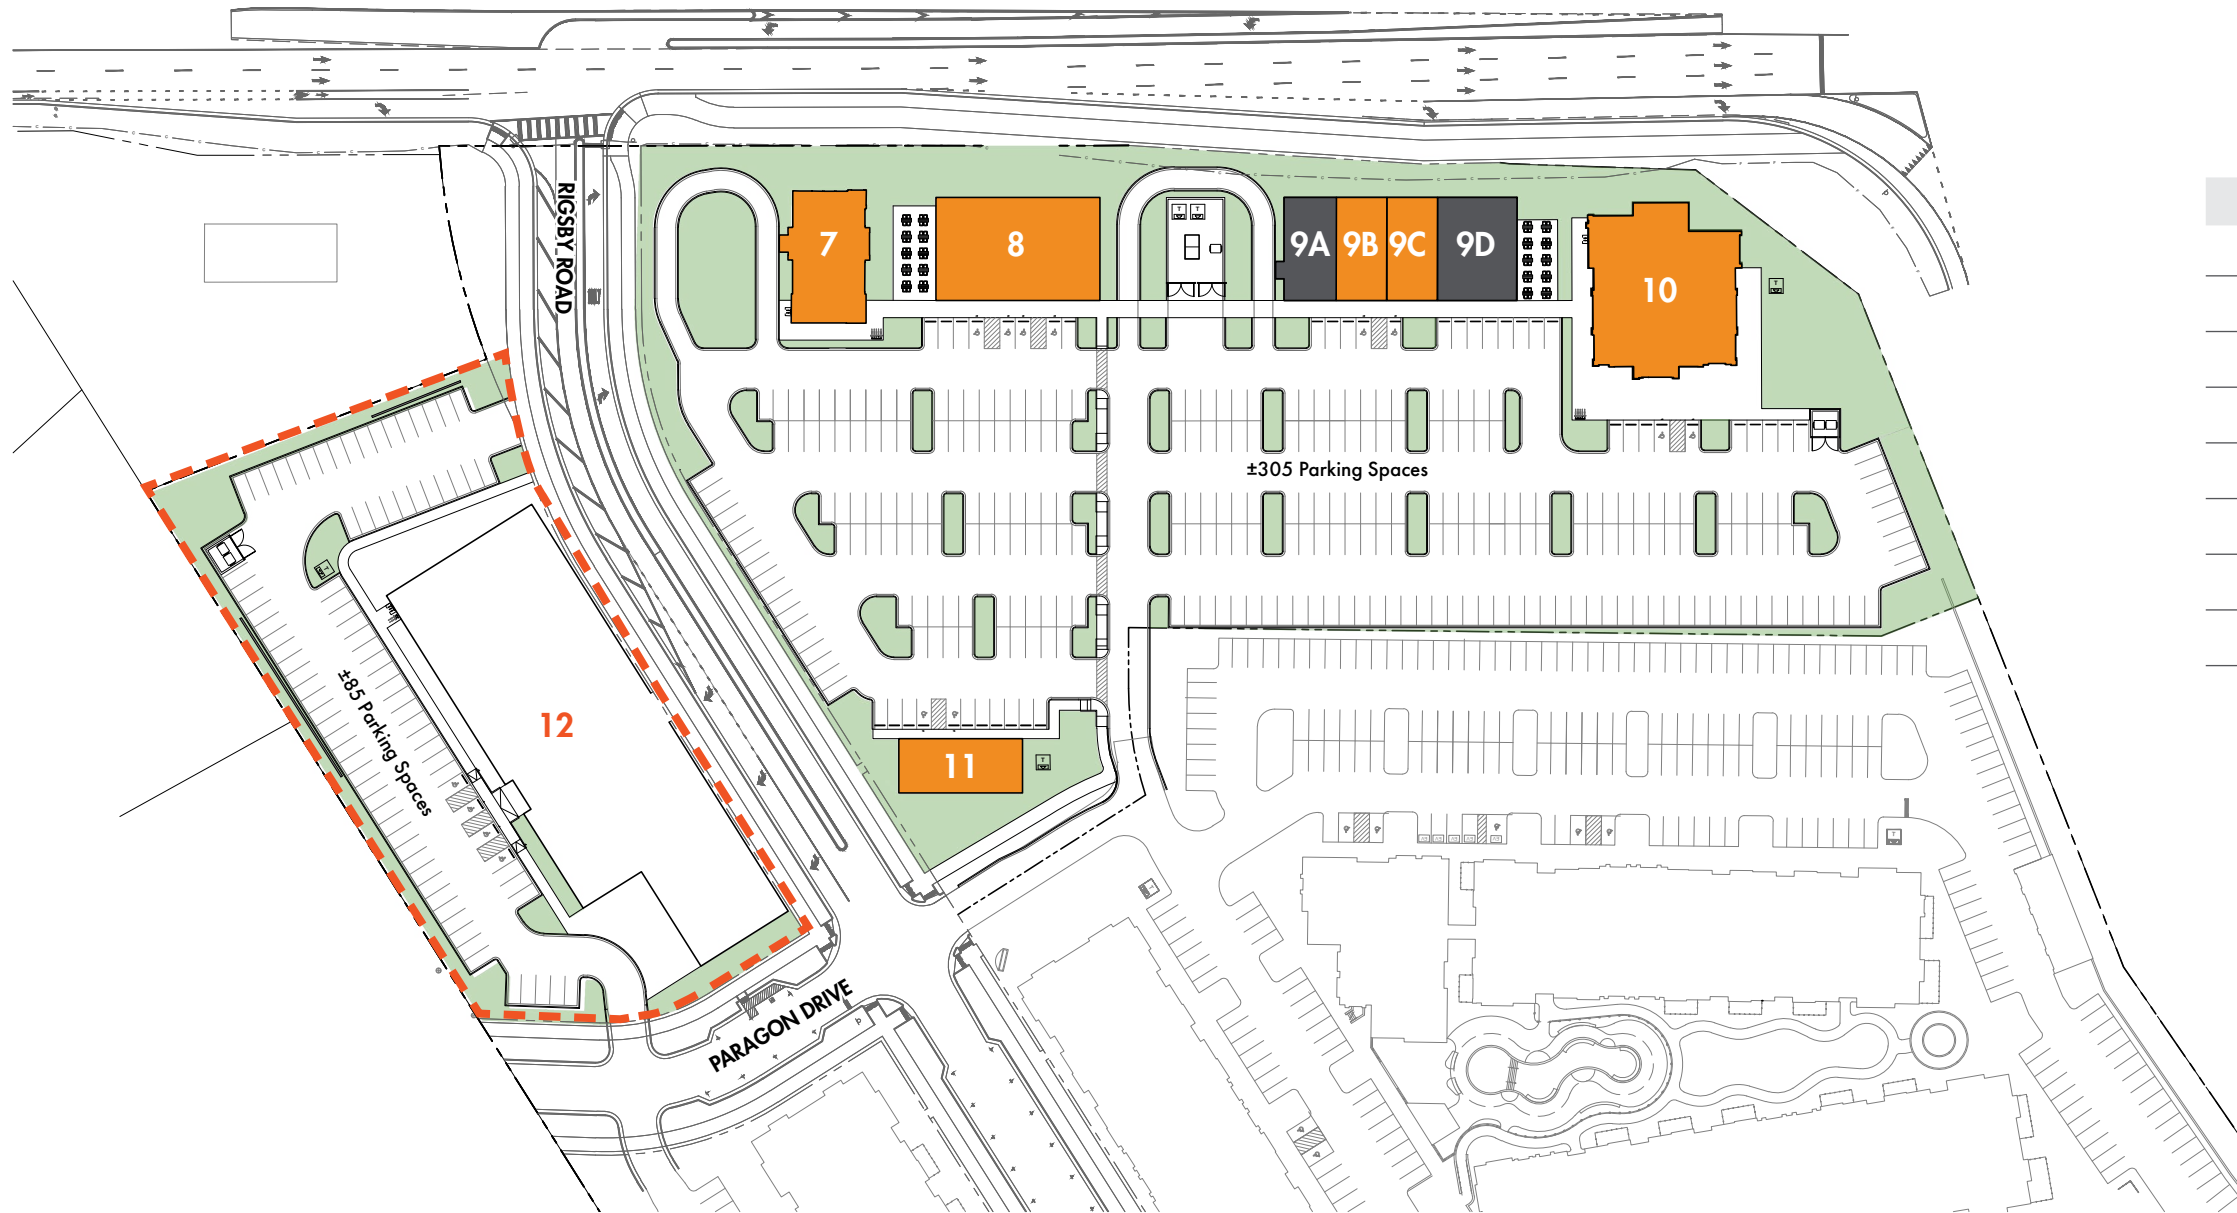 RIGSBY ROAD
7
8
9A
9B
9C
9D
10
±305 Parking Spaces
±85 Parking Spaces
12
11
PARAGON DRIVE